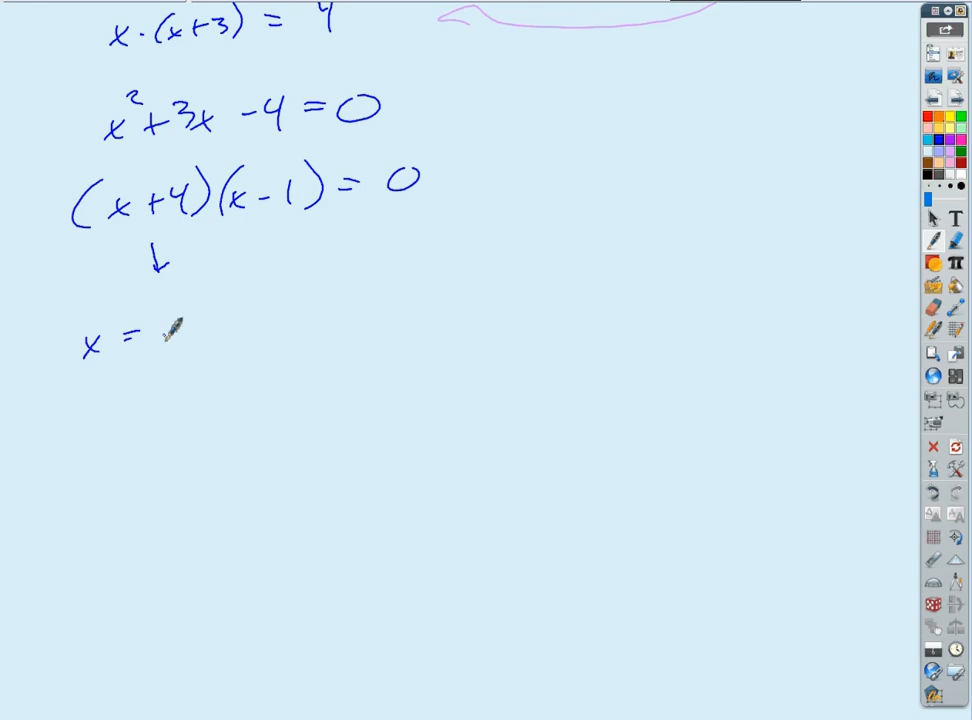 x·(x+3) = 4
x²+3x-4=0
(x+4)(x-1)=0
↓
x =